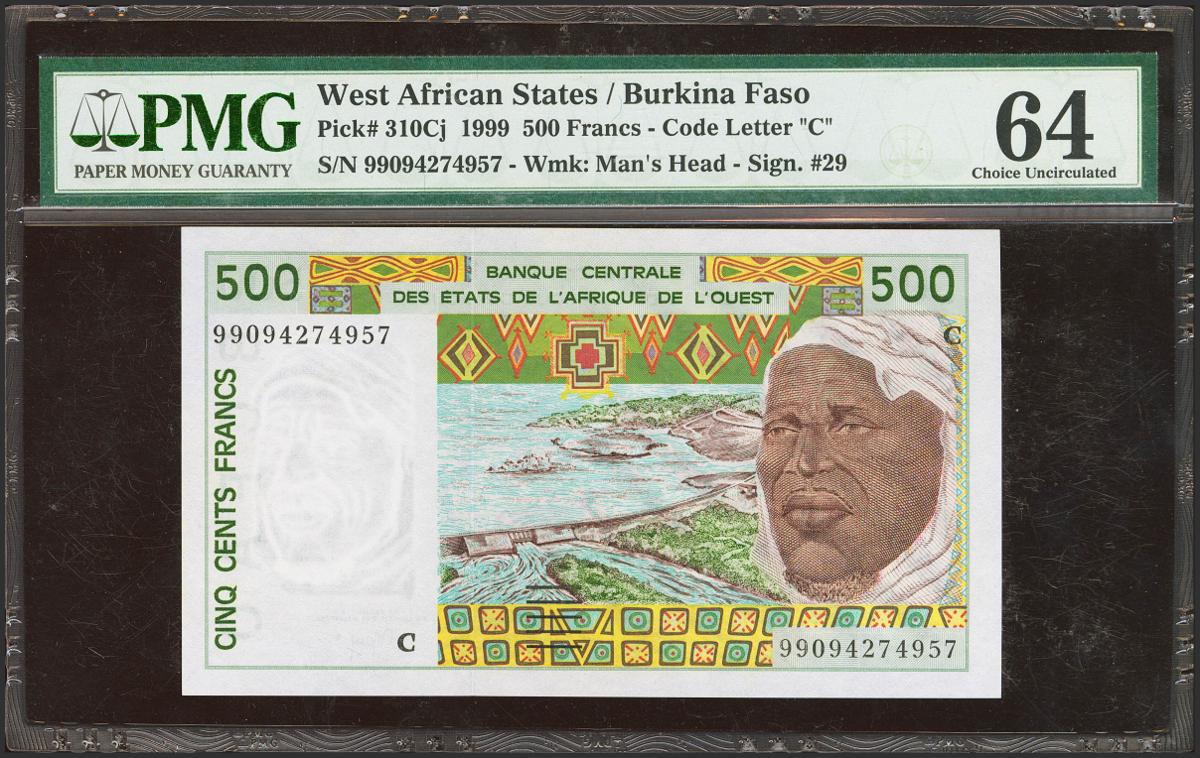 PMG
PAPER MONEY GUARANTY
West African States / Burkina Faso
Pick# 310Cj 1999 500 Francs - Code Letter "C"
S/N 99094274957 - Wmk: Man's Head - Sign. #29
64
Choice Uncirculated
500
BANQUE CENTRALE
DES ÉTATS DE L'AFRIQUE DE L'OUEST
500
99094274957
C
CINQ CENTS FRANCS
C
99094274957